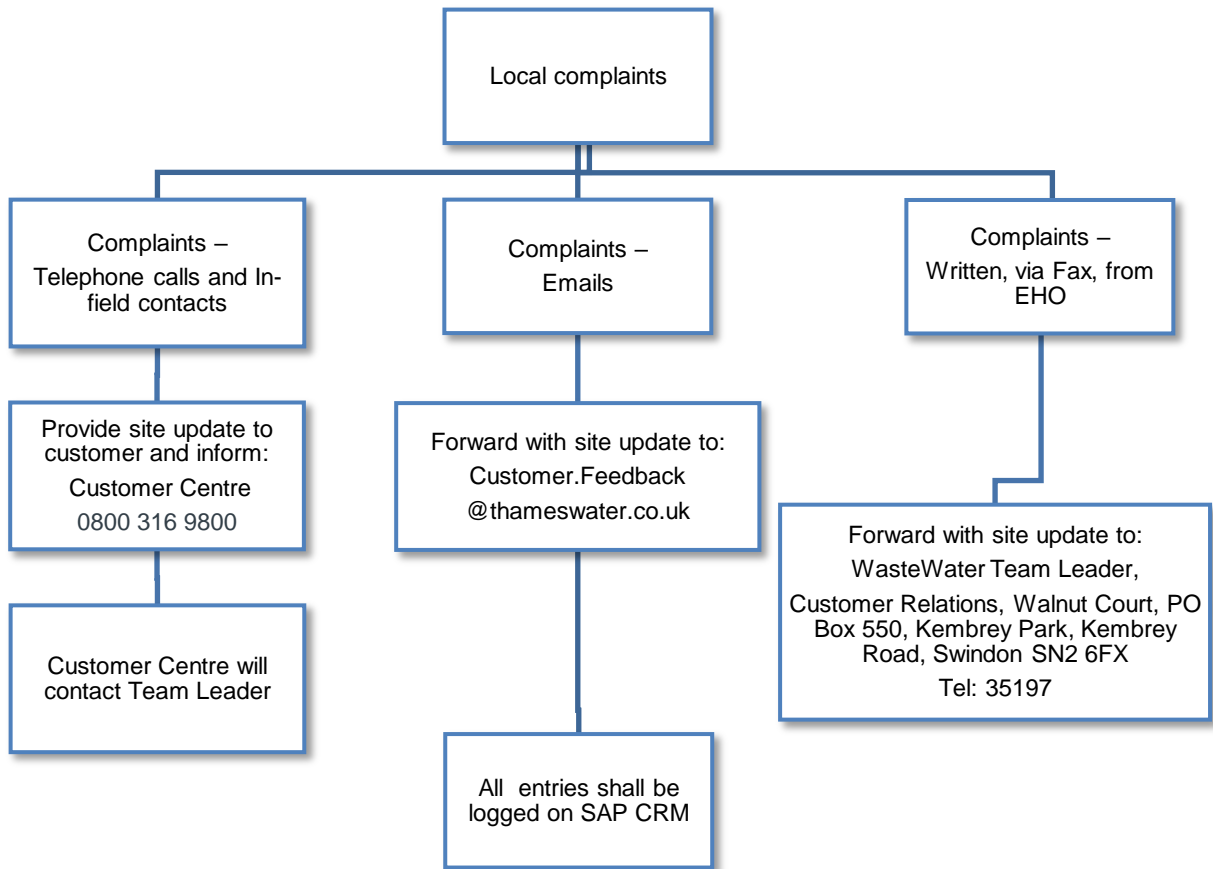 Local complaints
Complaints –
Telephone calls and In-
field contacts
Complaints –
Emails
Complaints –
Written, via Fax, from
EHO
Provide site update to
customer and inform:
Customer Centre
0800 316 9800
Forward with site update to:
Customer.Feedback
@thameswater.co.uk
Forward with site update to:
WasteWater Team Leader,
Customer Relations, Walnut Court, PO
Box 550, Kembrey Park, Kembrey
Road, Swindon SN2 6FX
Tel: 35197
Customer Centre will
contact Team Leader
All entries shall be
logged on SAP CRM